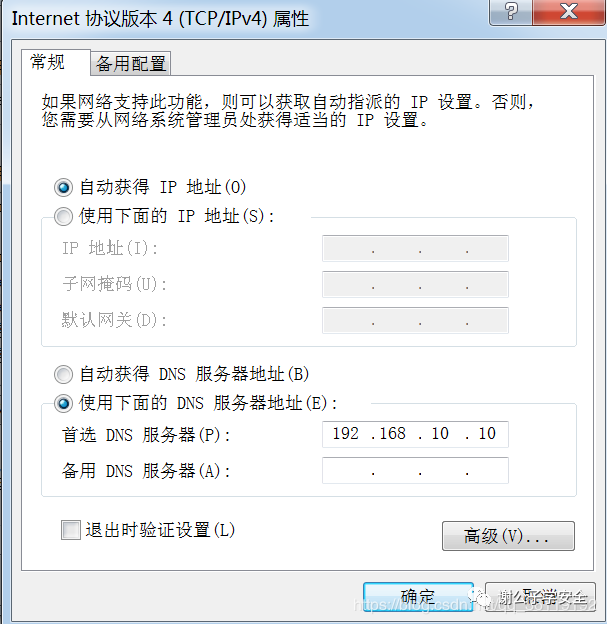 Internet 协议版本 4 (TCP/IPv4) 属性
常规 备用配置
如果网络支持此功能，则可以获取自动指派的 IP 设置。否则，
您需要从网络系统管理员处获得适当的 IP 设置。
自动获得 IP 地址(O)
使用下面的 IP 地址(S):
IP 地址(I): . . .
子网掩码(U): . . .
默认网关(D): . . .
自动获得 DNS 服务器地址(B)
使用下面的 DNS 服务器地址(E):
首选 DNS 服务器(P): 192 .168 . 10 . 10
备用 DNS 服务器(A): . . .
退出时验证设置(L)
高级(V)...
确定 取消
谢公子学安全